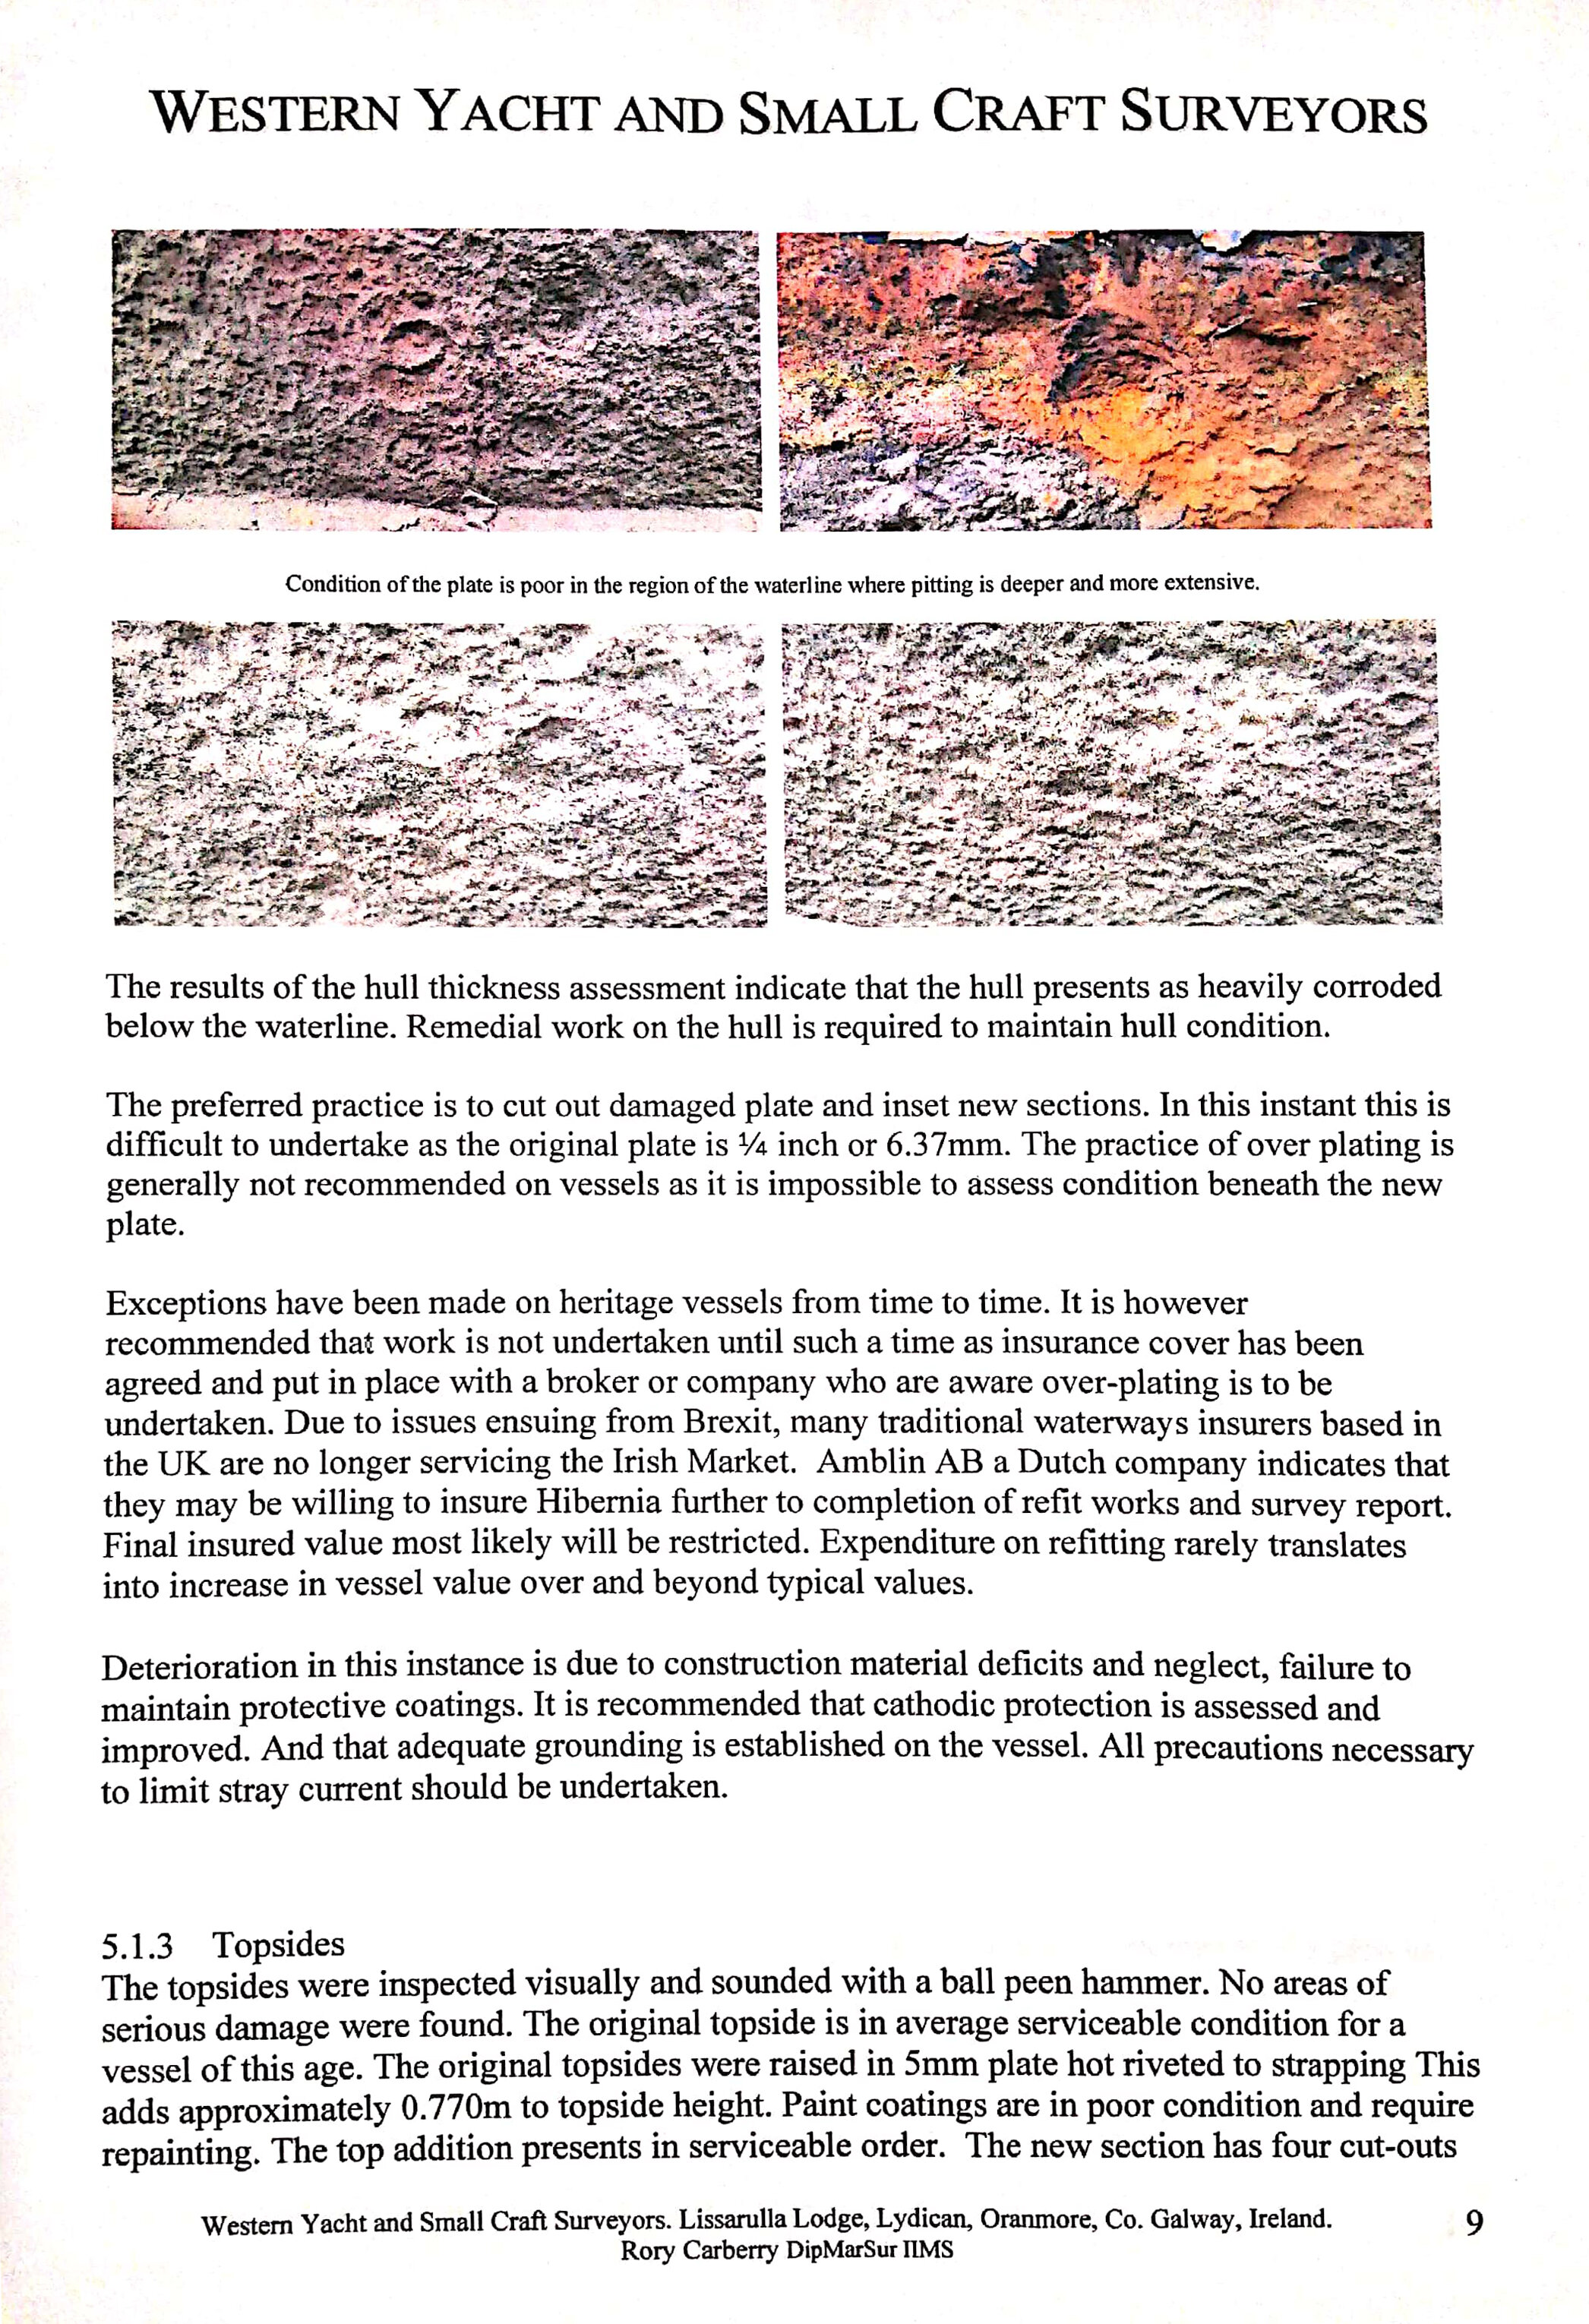 WESTERN YACHT AND SMALL CRAFT SURVEYORS
Condition of the plate is poor in the region of the waterline where pitting is deeper and more extensive.
The results of the hull thickness assessment indicate that the hull presents as heavily corroded
below the waterline. Remedial work on the hull is required to maintain hull condition.
The preferred practice is to cut out damaged plate and inset new sections. In this instant this is
difficult to undertake as the original plate is ¼ inch or 6.37mm. The practice of over plating is
generally not recommended on vessels as it is impossible to assess condition beneath the new
plate.
Exceptions have been made on heritage vessels from time to time. It is however
recommended that work is not undertaken until such a time as insurance cover has been
agreed and put in place with a broker or company who are aware over-plating is to be
undertaken. Due to issues ensuing from Brexit, many traditional waterways insurers based in
the UK are no longer servicing the Irish Market.  Amblin AB a Dutch company indicates that
they may be willing to insure Hibernia further to completion of refit works and survey report.
Final insured value most likely will be restricted. Expenditure on refitting rarely translates
into increase in vessel value over and beyond typical values.
Deterioration in this instance is due to construction material deficits and neglect, failure to
maintain protective coatings. It is recommended that cathodic protection is assessed and
improved. And that adequate grounding is established on the vessel. All precautions necessary
to limit stray current should be undertaken.
5.1.3 Topsides
The topsides were inspected visually and sounded with a ball peen hammer. No areas of
serious damage were found. The original topside is in average serviceable condition for a
vessel of this age. The original topsides were raised in 5mm plate hot riveted to strapping This
adds approximately 0.770m to topside height. Paint coatings are in poor condition and require
repainting. The top addition presents in serviceable order.  The new section has four cut-outs
Western Yacht and Small Craft Surveyors. Lissarulla Lodge, Lydican, Oranmore, Co. Galway, Ireland. 9
Rory Carberry DipMarSur IIMS